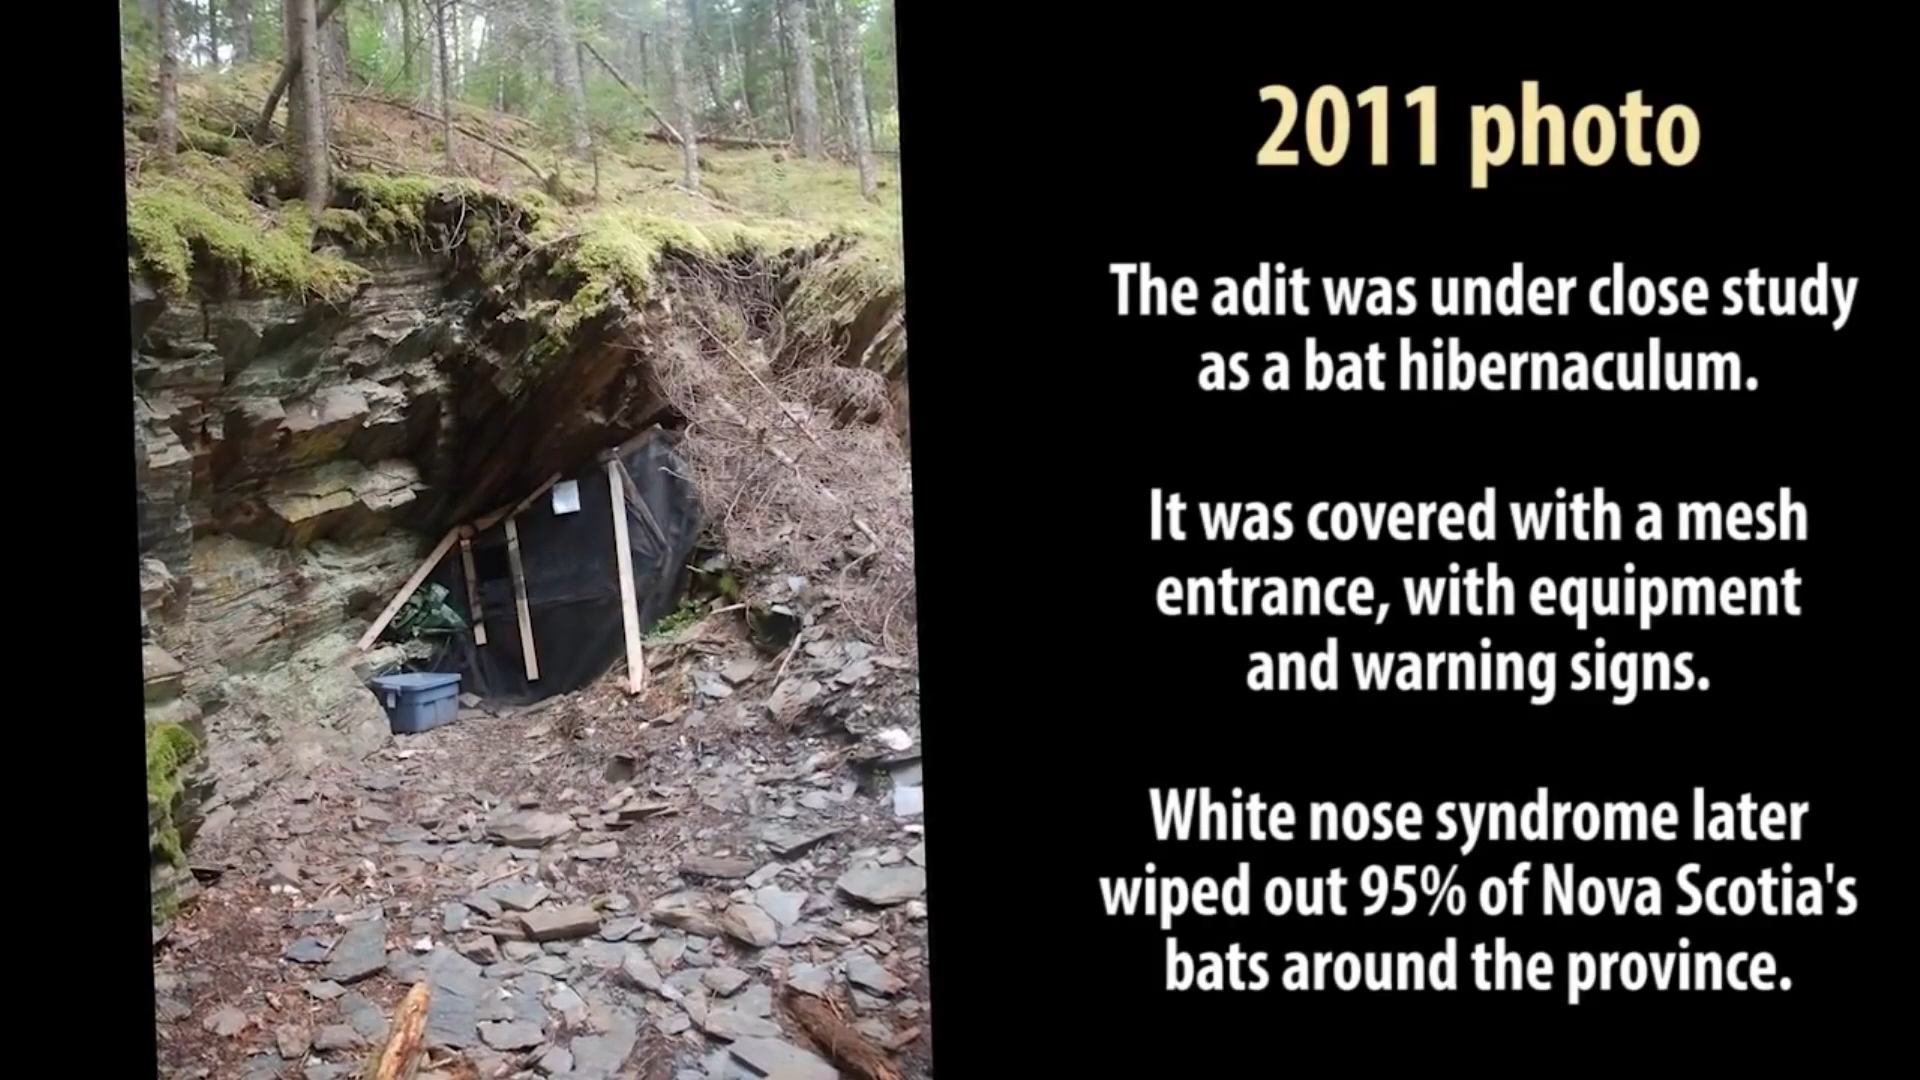 2011 photo
The adit was under close study
as a bat hibernaculum.
It was covered with a mesh
entrance, with equipment
and warning signs.
White nose syndrome later
wiped out 95% of Nova Scotia's
bats around the province.